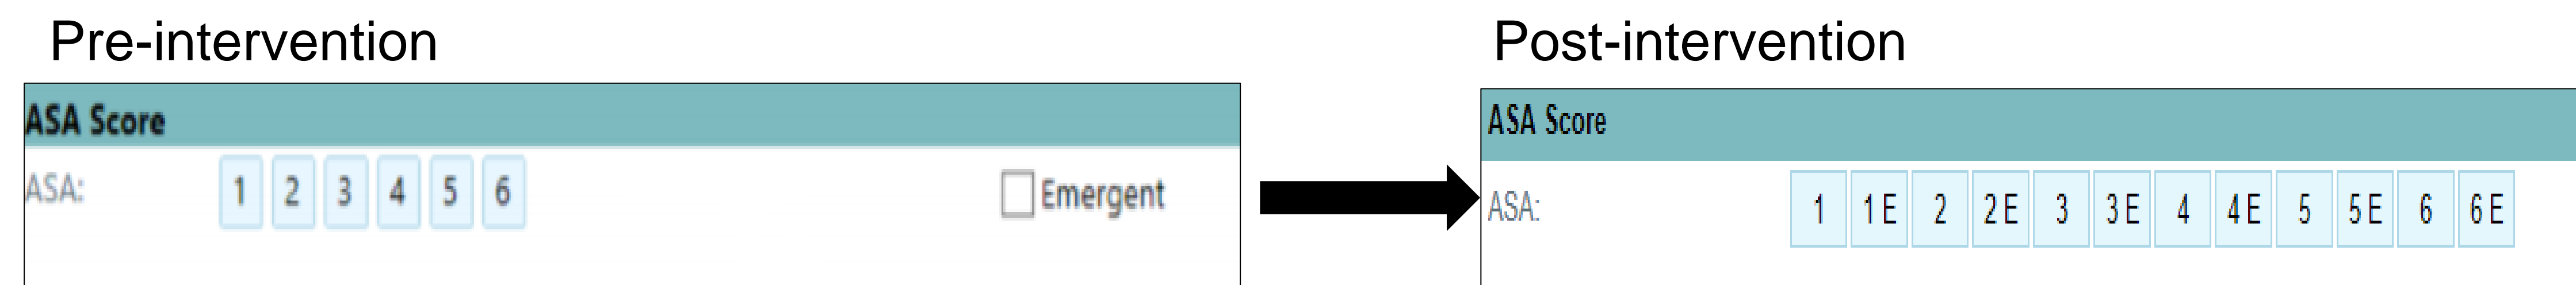 Pre-intervention
ASA Score
ASA: 1 2 3 4 5 6 Emergent
Post-intervention
ASA Score
ASA: 1 1E 2 2E 3 3E 4 4E 5 5E 6 6E